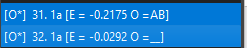 [O*] 31. 1a [E = -0.2175 O =AB]
[O*] 32. 1a [E = -0.0292 O =__]